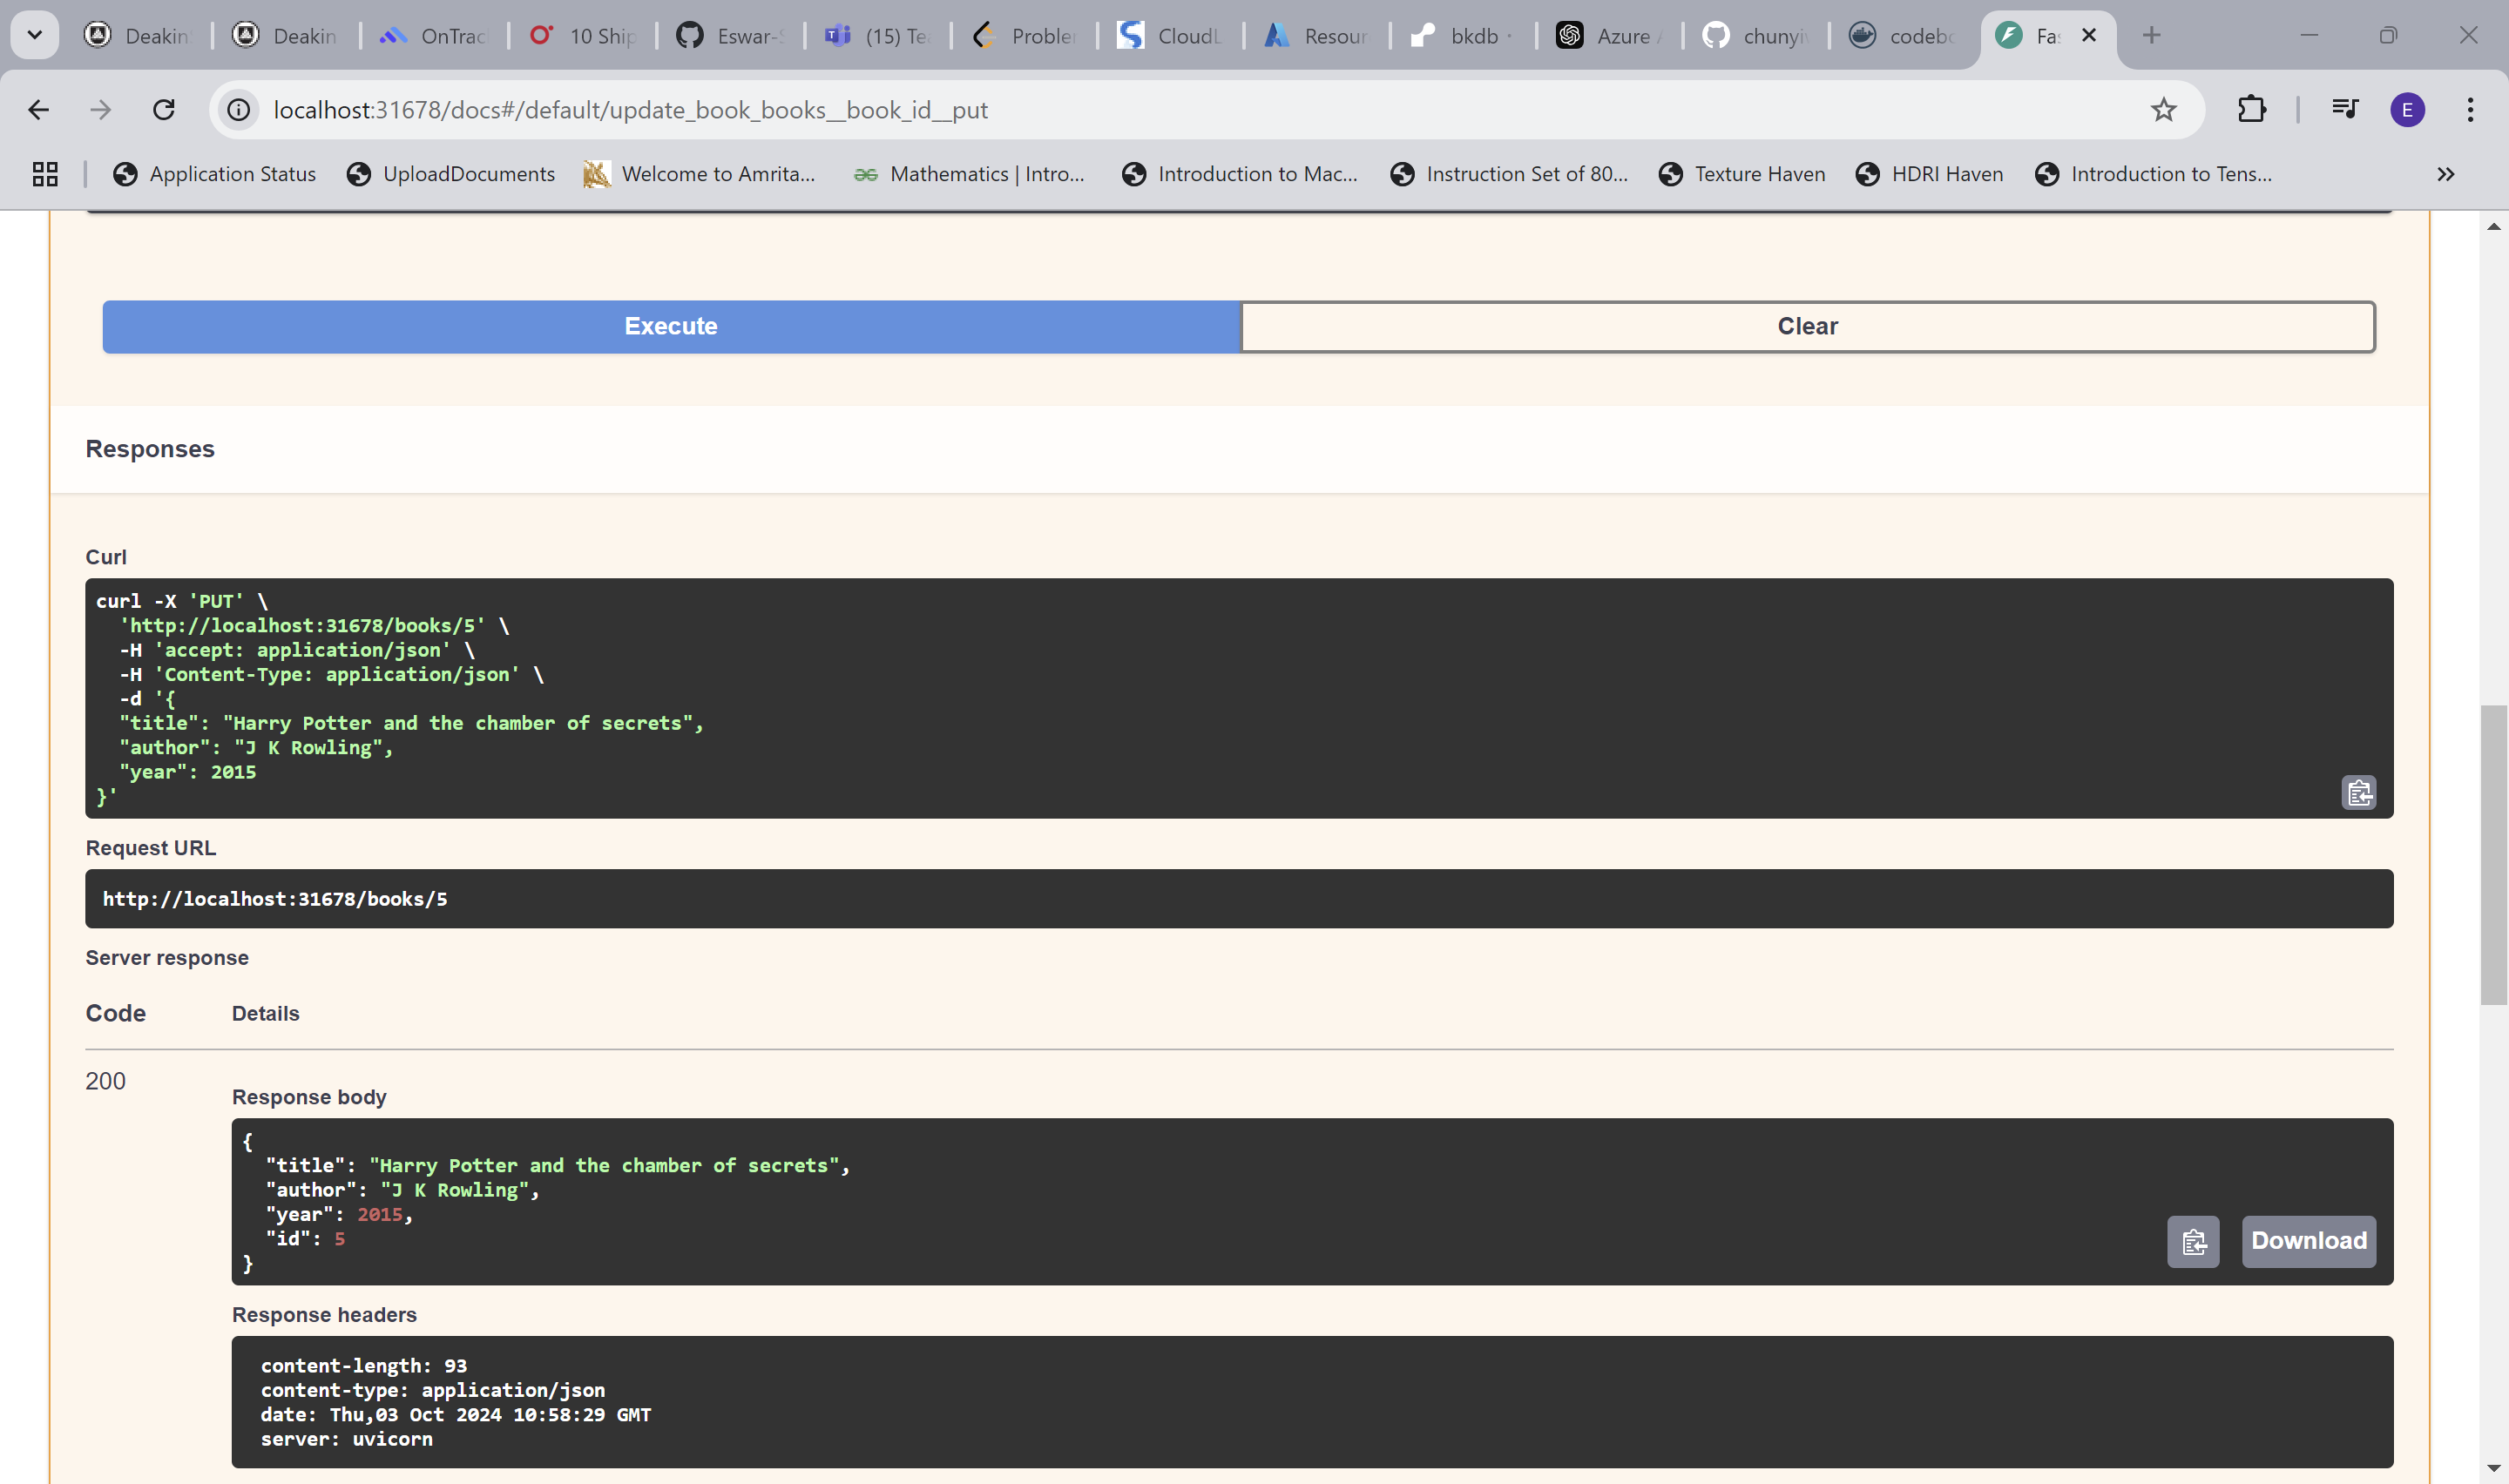 Deakin
Deakin
OnTrac
10 Ship
Eswar-
(15) Te
Probler
CloudL
Resour
bkdb
Azure
chunyi
codeb
Fa
localhost:31678/docs#/default/update_book_books__book_id__put
E
Application Status
UploadDocuments
Welcome to Amrita...
Mathematics | Intro...
Introduction to Mac...
Instruction Set of 80...
Texture Haven
HDRI Haven
Introduction to Tens...
Execute
Clear
Responses
Curl
curl -X 'PUT' \
'http://localhost:31678/books/5' \
-H 'accept: application/json' \
-H 'Content-Type: application/json' \
-d '{
"title": "Harry Potter and the chamber of secrets",
"author": "J K Rowling",
"year": 2015
}'
Request URL
http://localhost:31678/books/5
Server response
Code Details
200
Response body
{
"title": "Harry Potter and the chamber of secrets",
"author": "J K Rowling",
"year": 2015,
"id": 5
}
Download
Response headers
content-length: 93
content-type: application/json
date: Thu,03 Oct 2024 10:58:29 GMT
server: uvicorn